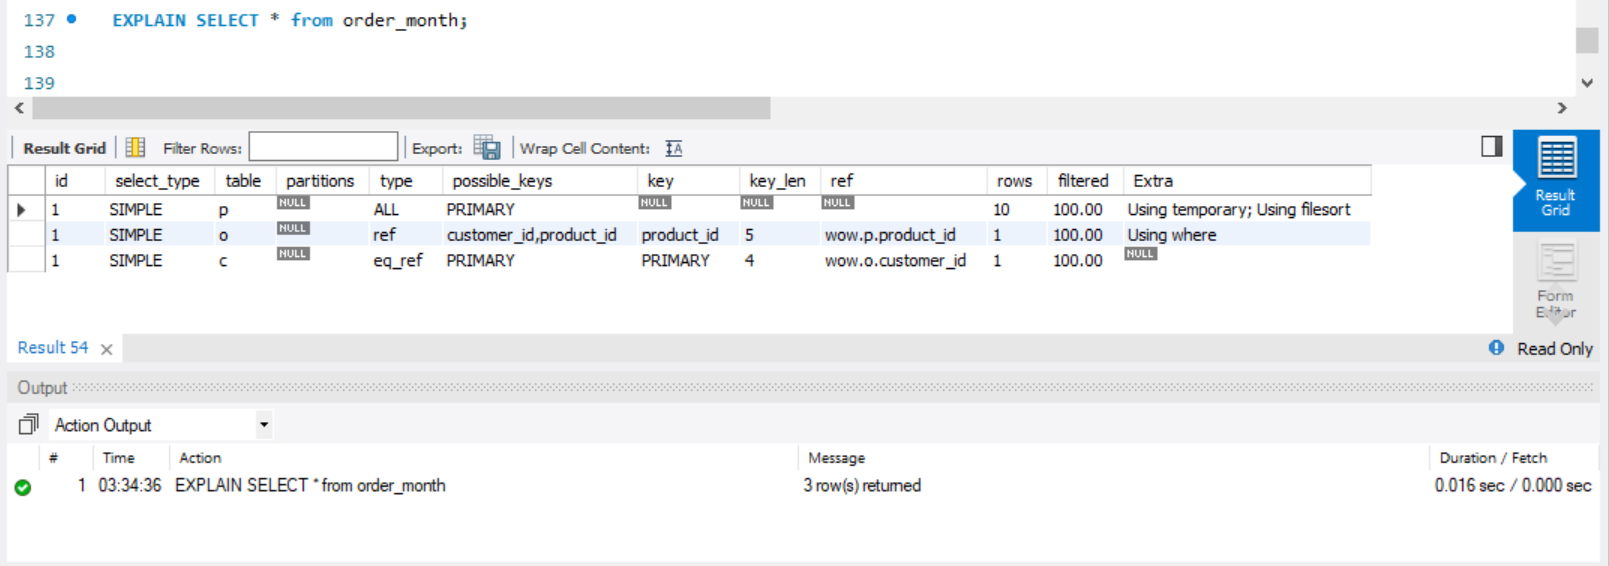 137 EXPLAIN SELECT * from order_month;
138
139
Result Grid Filter Rows: Export: Wrap Cell Content: IA
id select_type table partitions type possible_keys key key_len ref rows filtered Extra
1 SIMPLE p NULL ALL PRIMARY NULL NULL NULL 10 100.00 Using temporary; Using filesort
1 SIMPLE o NULL ref customer_id,product_id product_id 5 wow.p.product_id 1 100.00 Using where
1 SIMPLE c NULL eq_ref PRIMARY PRIMARY 4 wow.o.customer_id 1 100.00 NULL
Result
Grid
Form
Editor
Result 54 Read Only
Output
Action Output
# Time Action Message Duration / Fetch
1 03:34:36 EXPLAIN SELECT * from order_month 3 row(s) returned 0.016 sec / 0.000 sec